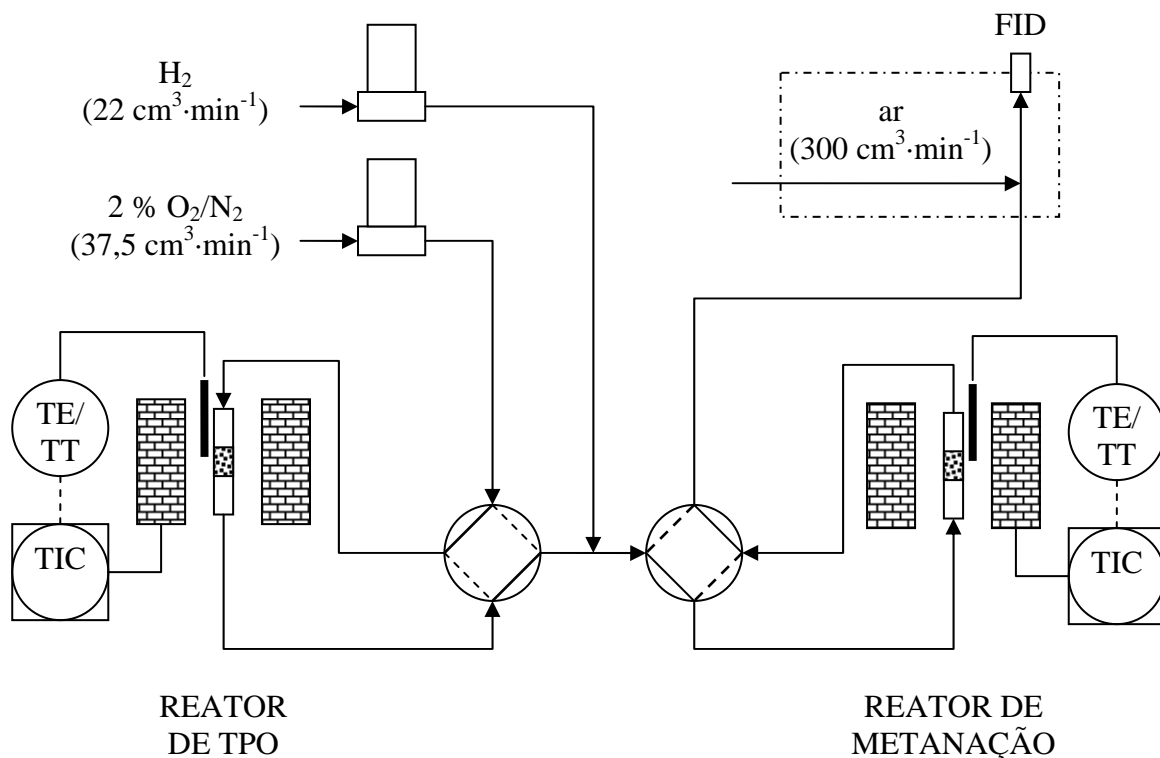 FID
H₂
(22 cm³·min⁻¹)
ar
(300 cm³·min⁻¹)
2 % O₂/N₂
(37,5 cm³·min⁻¹)
TE/
TT
TIC
TE/
TT
TIC
REATOR
DE TPO
REATOR DE
METANAÇÃO